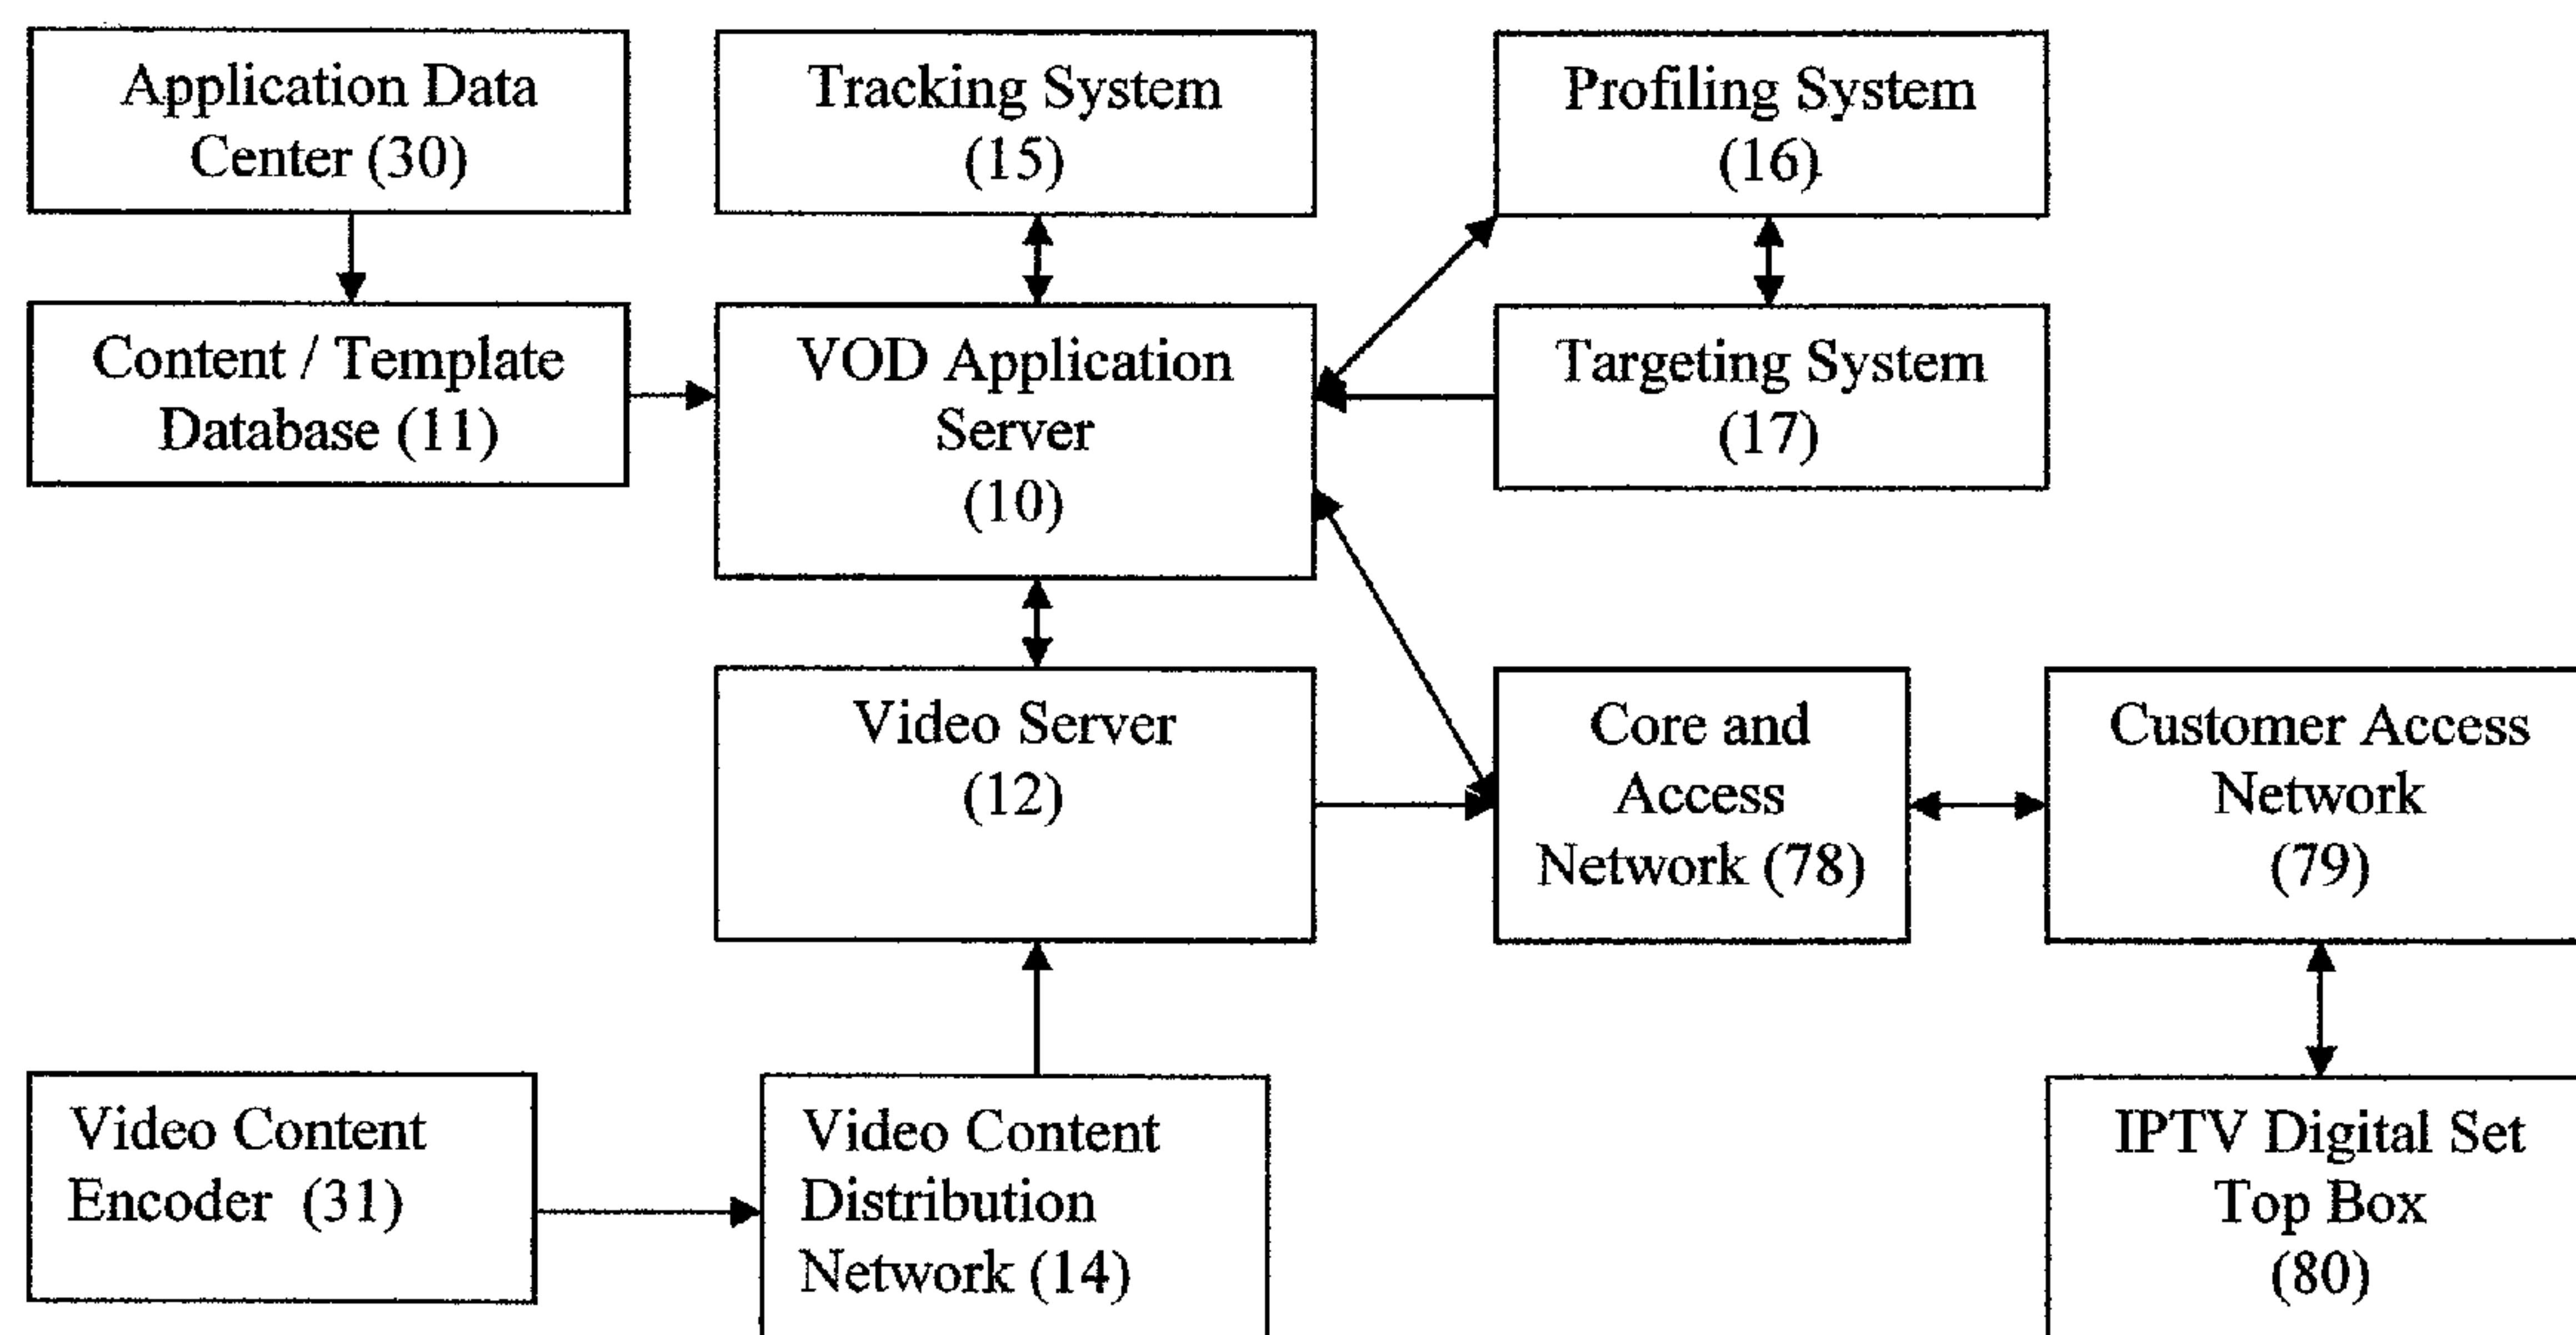 Application Data
Center (30)
Tracking System
(15)
Profiling System
(16)
Content / Template
Database (11)
VOD Application
Server
(10)
Targeting System
(17)
Video Server
(12)
Core and
Access
Network (78)
Customer Access
Network
(79)
Video Content
Encoder (31)
Video Content
Distribution
Network (14)
IPTV Digital Set
Top Box
(80)